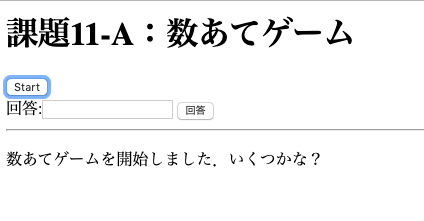 課題11-A：数あてゲーム
Start
回答: 回答
数あてゲームを開始しました．いくつかな？